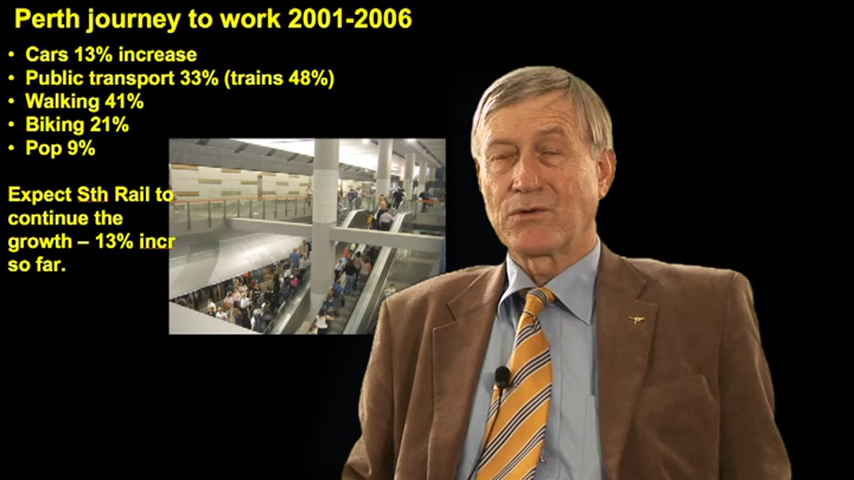 Perth journey to work 2001-2006
• Cars 13% increase
• Public transport 33% (trains 48%)
• Walking 41%
• Biking 21%
• Pop 9%
Expect Sth Rail to
continue the
growth – 13% incr
so far.